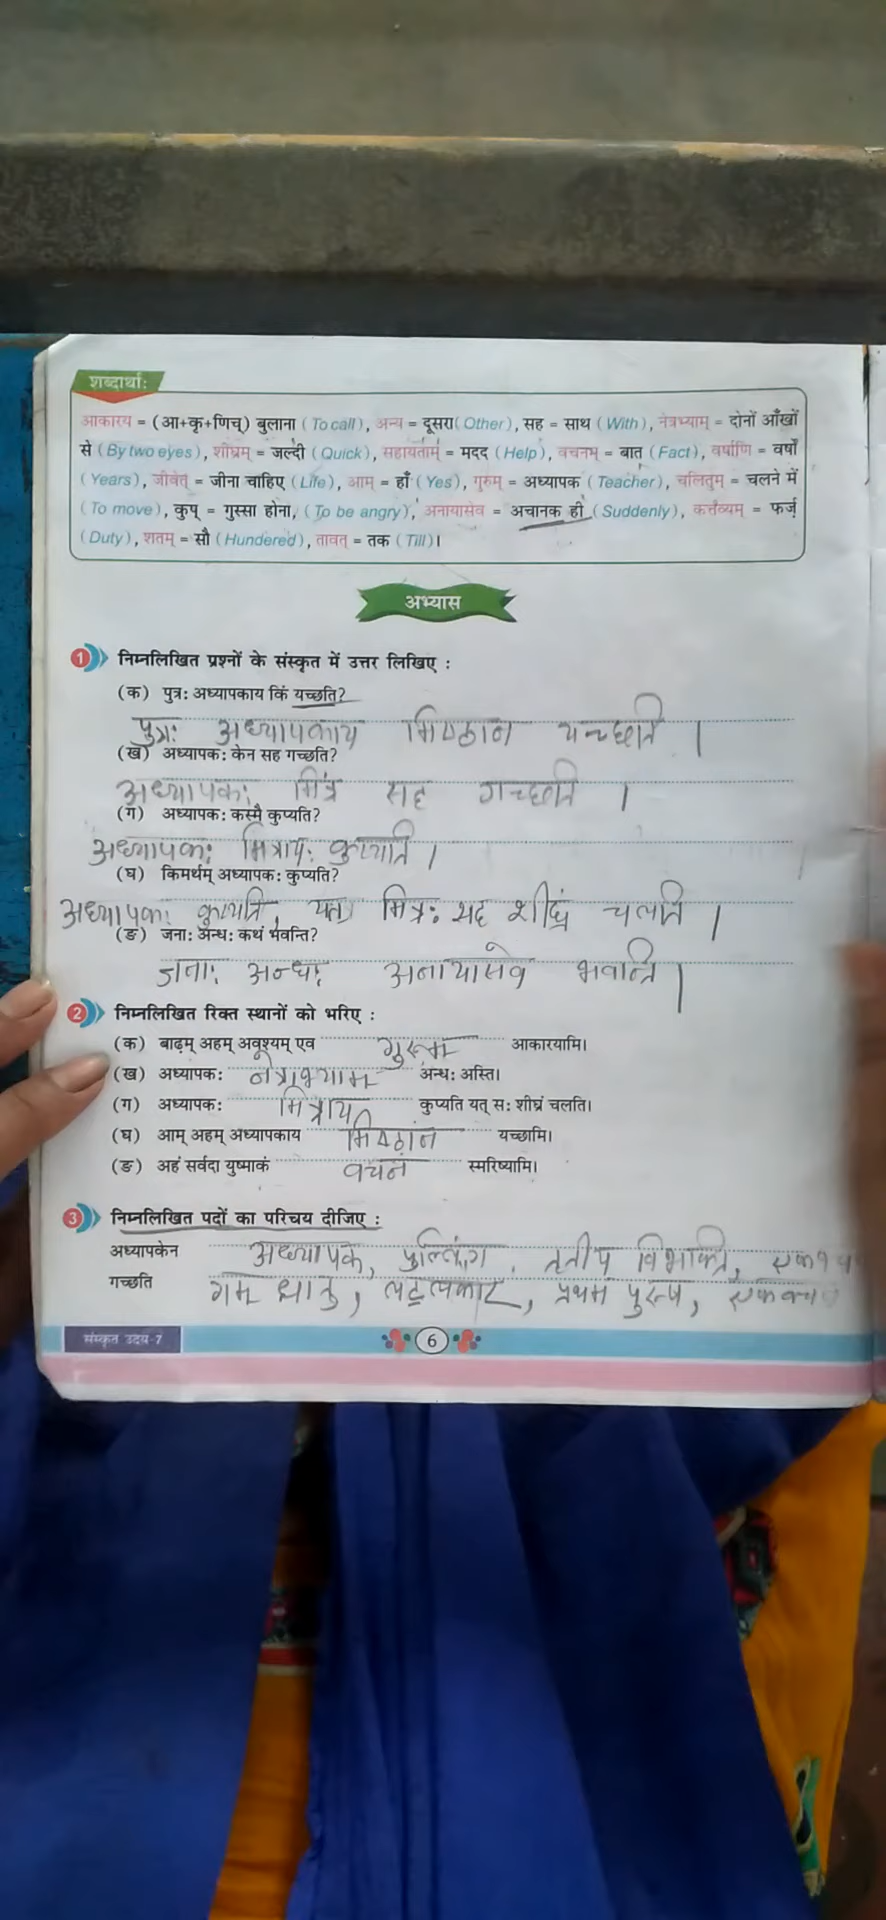 शब्दार्थाः
आकारय = (आ+कृ+णिच्) बुलाना (To call), अन्य = दूसरा (Other), सह = साथ (With), नेत्रभ्याम् = दोनों आँखों
से (By two eyes), शीघ्रम् = जल्दी (Quick), सहायताम् = मदद (Help), वचनम् = बात (Fact), वर्षाणि = वर्षों
(Years), जीवेत् = जीना चाहिए (Life), आम् = हाँ (Yes), गुरुम् = अध्यापक (Teacher), चलितुम् = चलने में
(To move), कुप् = गुस्सा होना, (To be angry), अनायासेव = अचानक ही (Suddenly), कर्त्तव्यम् = फर्ज़
(Duty), शतम् = सौ (Hundered), तावत् = तक (Till)।
अभ्यास
1 निम्नलिखित प्रश्नों के संस्कृत में उत्तर लिखिए :
(क) पुत्रः अध्यापकाय किं यच्छति?
पुत्रः अध्यापकाय मिष्ठान यच्छति ।
(ख) अध्यापकः केन सह गच्छति?
अध्यापकः मित्रं सह गच्छति ।
(ग) अध्यापकः कस्मै कुप्यति?
अध्यापकः मित्रायः कुप्यति ।
(घ) किमर्थम् अध्यापकः कुप्यति?
अध्यापकः कुप्यति, यत् मित्रः सह शीघ्रं चलति ।
(ङ) जनाः अन्धः कथं भवन्ति?
जनाः अन्धः अनायासेव भवन्ति ।
2 निम्नलिखित रिक्त स्थानों को भरिए :
(क) बाढ़म् अहम् अवश्यम् एव गुरूम आकारयामि।
(ख) अध्यापकः नेत्राभ्याम अन्धः अस्ति।
(ग) अध्यापकः मित्राय कुप्यति यत् सः शीघ्रं चलति।
(घ) आम् अहम् अध्यापकाय मिष्ठानं यच्छामि।
(ङ) अहं सर्वदा युष्माकं वचनं स्मरिष्यामि।
3 निम्नलिखित पदों का परिचय दीजिए :
अध्यापकेन अध्यापक, पुल्लिंग, तृतीय विभक्ति,
गच्छति गम धातु, लट्लकार, प्रथम पुरूष,
संस्कृत उदय-7
6